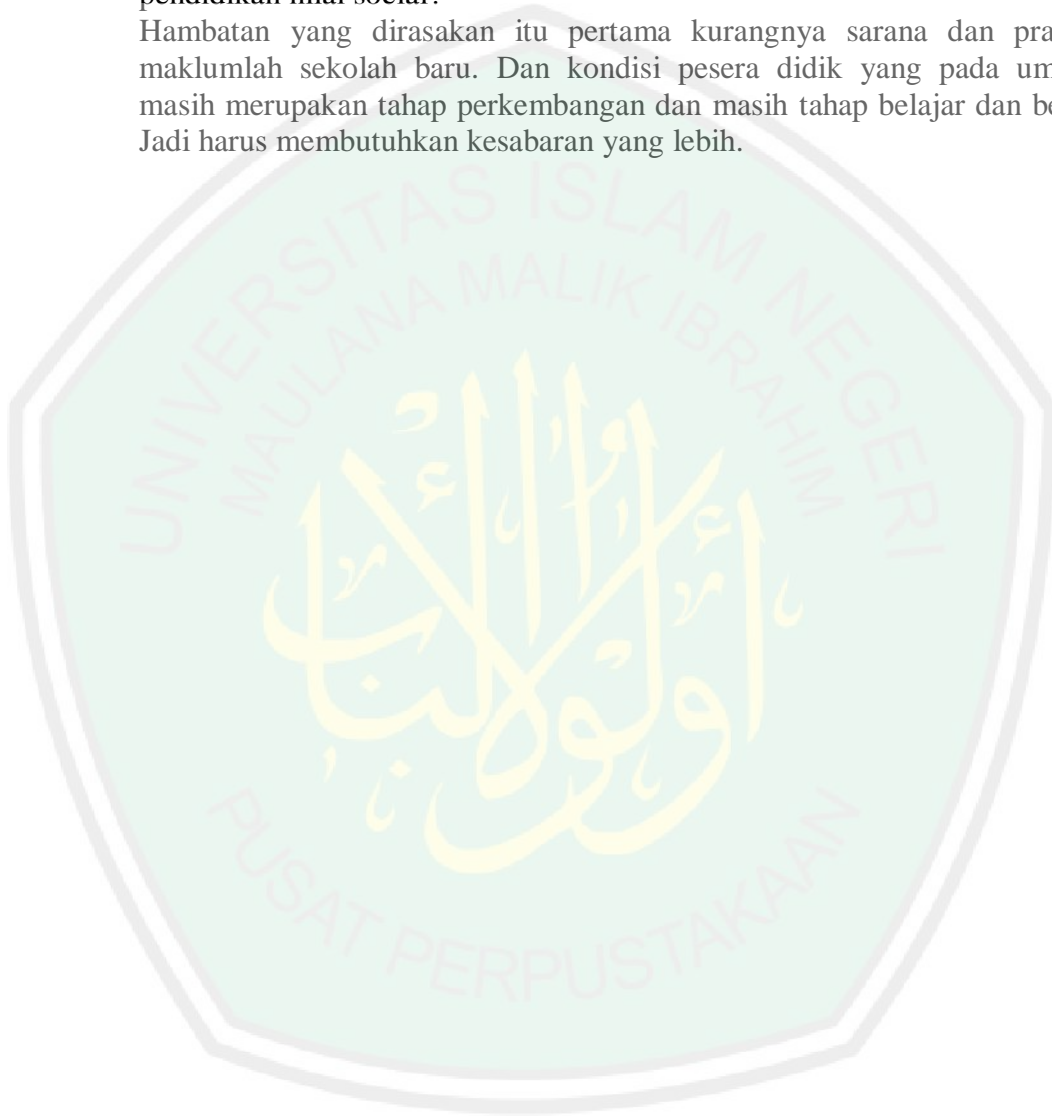 pendidikan nilai social?
Hambatan yang dirasakan itu pertama kurangnya sarana dan pra
maklumlah sekolah baru. Dan kondisi pesera didik yang pada um
masih merupakan tahap perkembangan dan masih tahap belajar dan be
Jadi harus membutuhkan kesabaran yang lebih.
UNIVERSITAS ISLAM NEGERI
MAULANA MALIK IBRAHIM
أولوا الألباب
PUSAT PERPUSTAKAAN